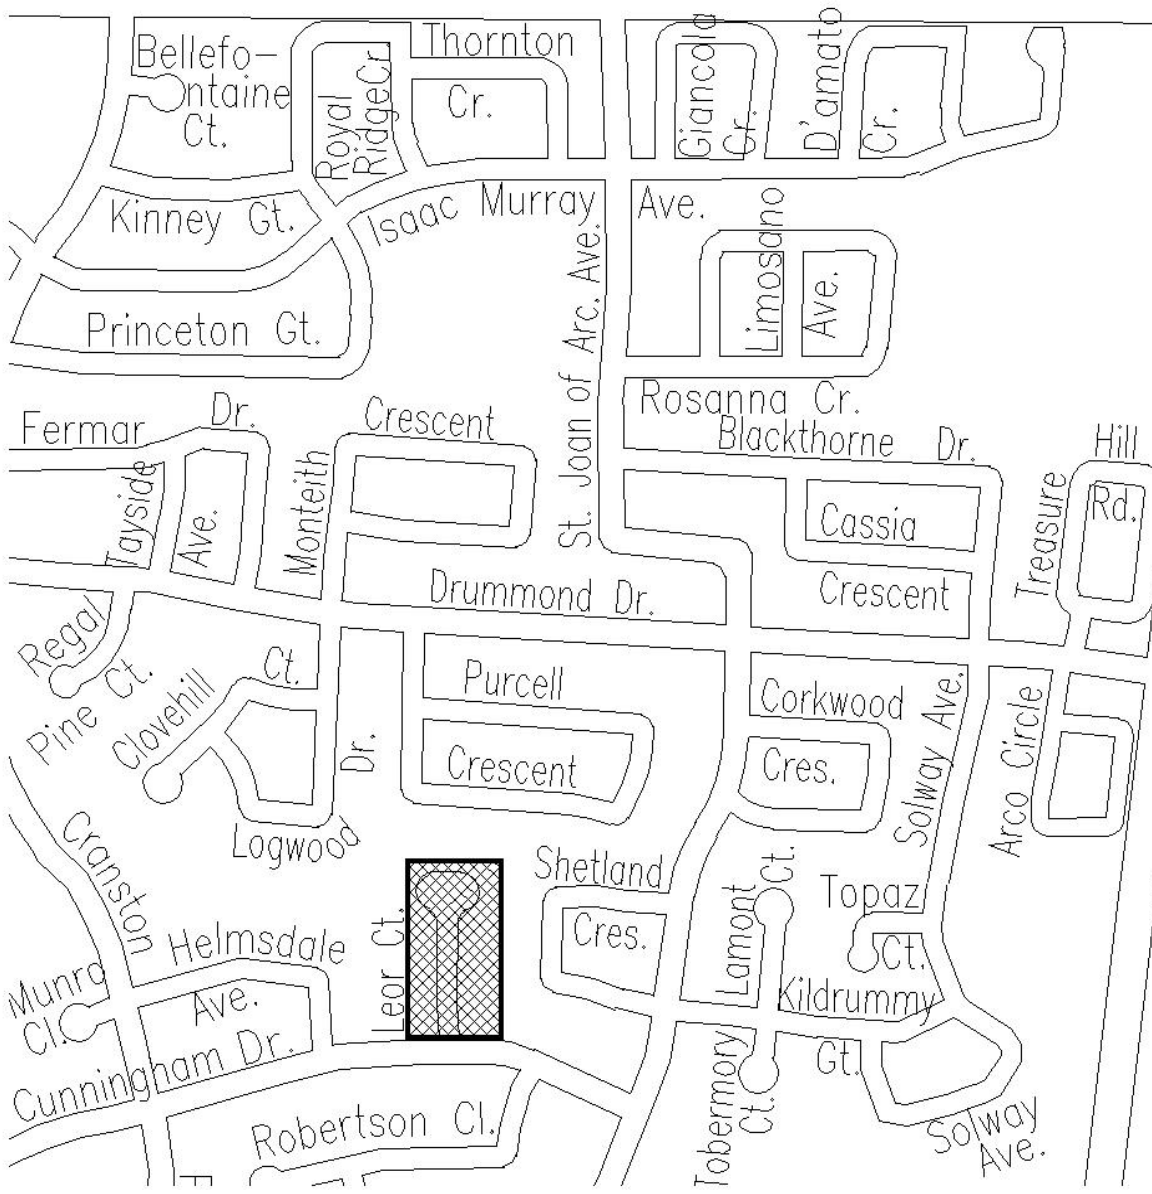 Bellefo-
ntaine
Ct.
Royal
Ridge Cr.
Thornton
Cr.
Giancola
Cr.
D'amato
Cr.
Kinney Gt.
Isaac Murray Ave.
Princeton Gt.
St. Joan of Arc. Ave.
Limosano
Ave.
Rosanna Cr.
Fermar Dr.
Crescent
Monteith
Blackthorne Dr.
Hill
Rd.
Treasure
Tayside
Ave.
Cassia
Crescent
Drummond Dr.
Regal
Pine Ct.
Clovehill Ct.
Purcell
Crescent
Corkwood
Cres.
Solway Ave.
Arco Circle
Logwood Dr.
Cranston
Shetland
Cres.
Lamont Ct.
Topaz
Ct.
Helmsdale
Ave.
Leor Ct.
Munro
Cl.
Kildrummy
Gt.
Cunningham Dr.
Tobermory
Ct.
Robertson Cl.
Solway
Ave.